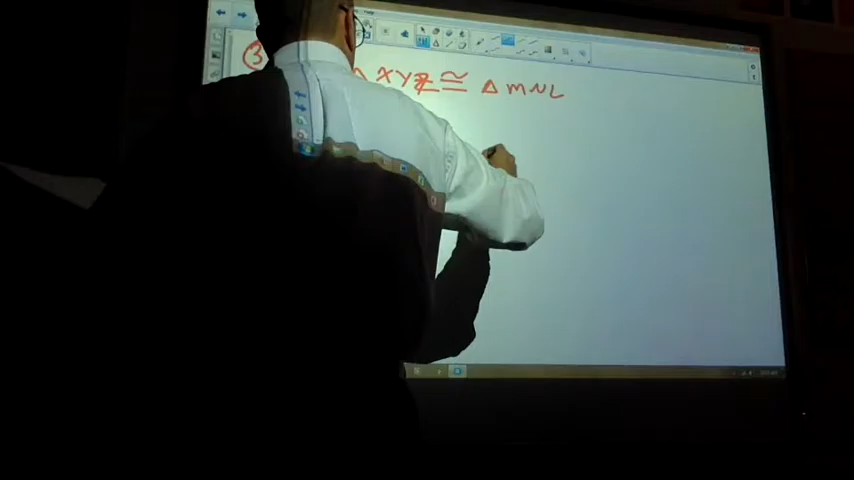 ③ △ XYZ ≅ △ MNL